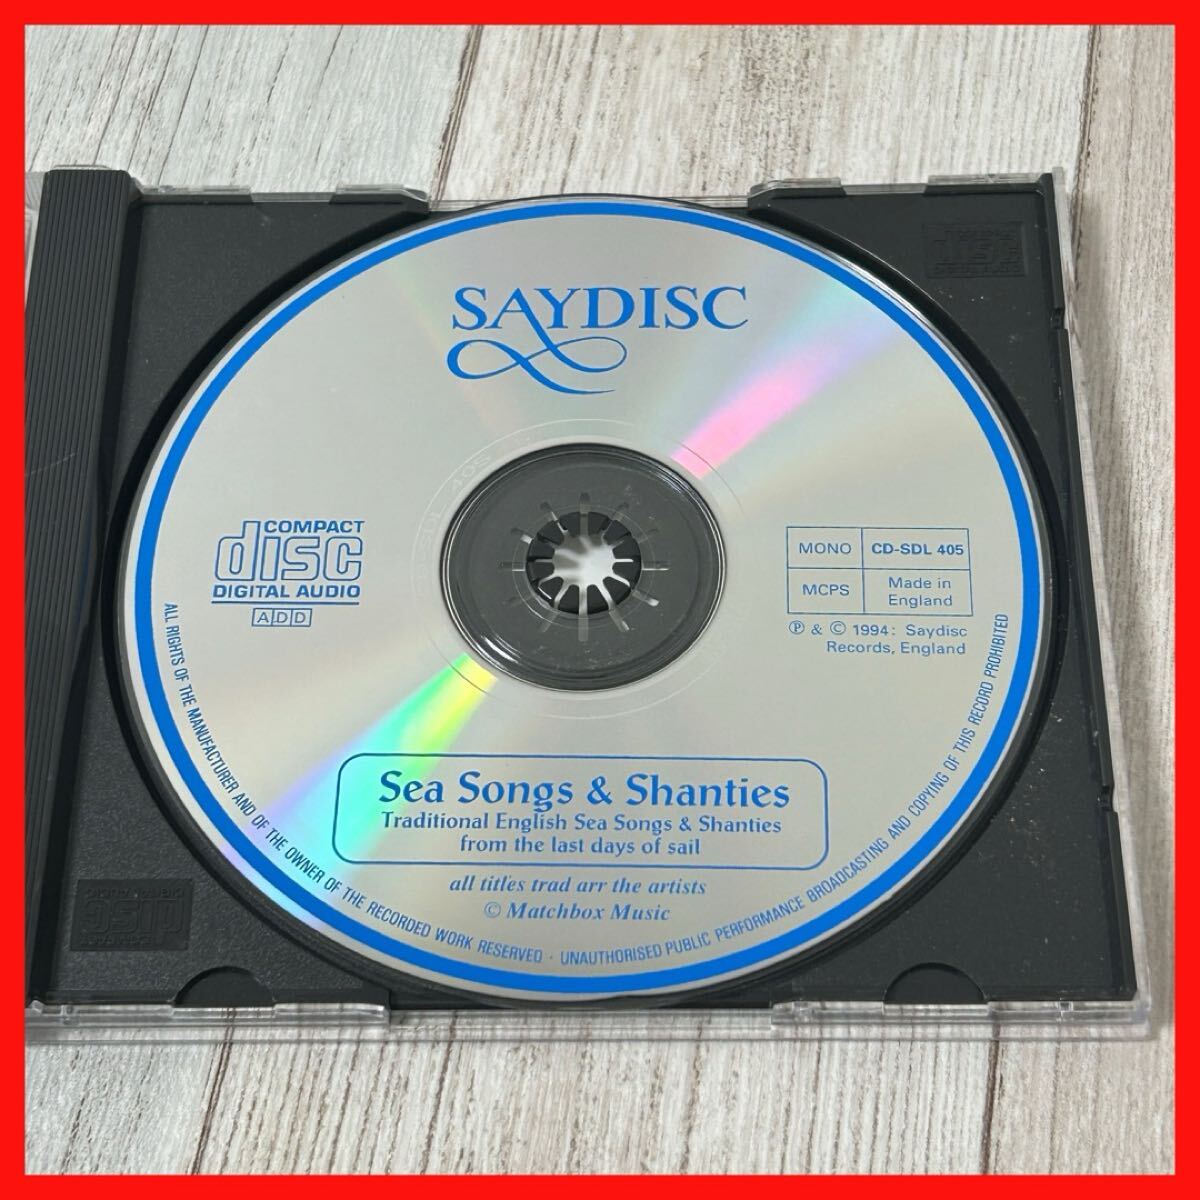 SAYDISC
COMPACT
disc
DIGITAL AUDIO
ADD
MONO
CD-SDL 405
MCPS
Made in
England
℗ & © 1994: Saydisc
Records, England
Sea Songs & Shanties
Traditional English Sea Songs & Shanties
from the last days of sail
all titles trad arr the artists
© Matchbox Music
ALL RIGHTS OF THE MANUFACTURER AND OF THE OWNER OF THE RECORDED WORK RESERVED · UNAUTHORISED PUBLIC PERFORMANCE BROADCASTING AND COPYING OF THIS RECORD PROHIBITED
disc
DIGITAL AUDIO